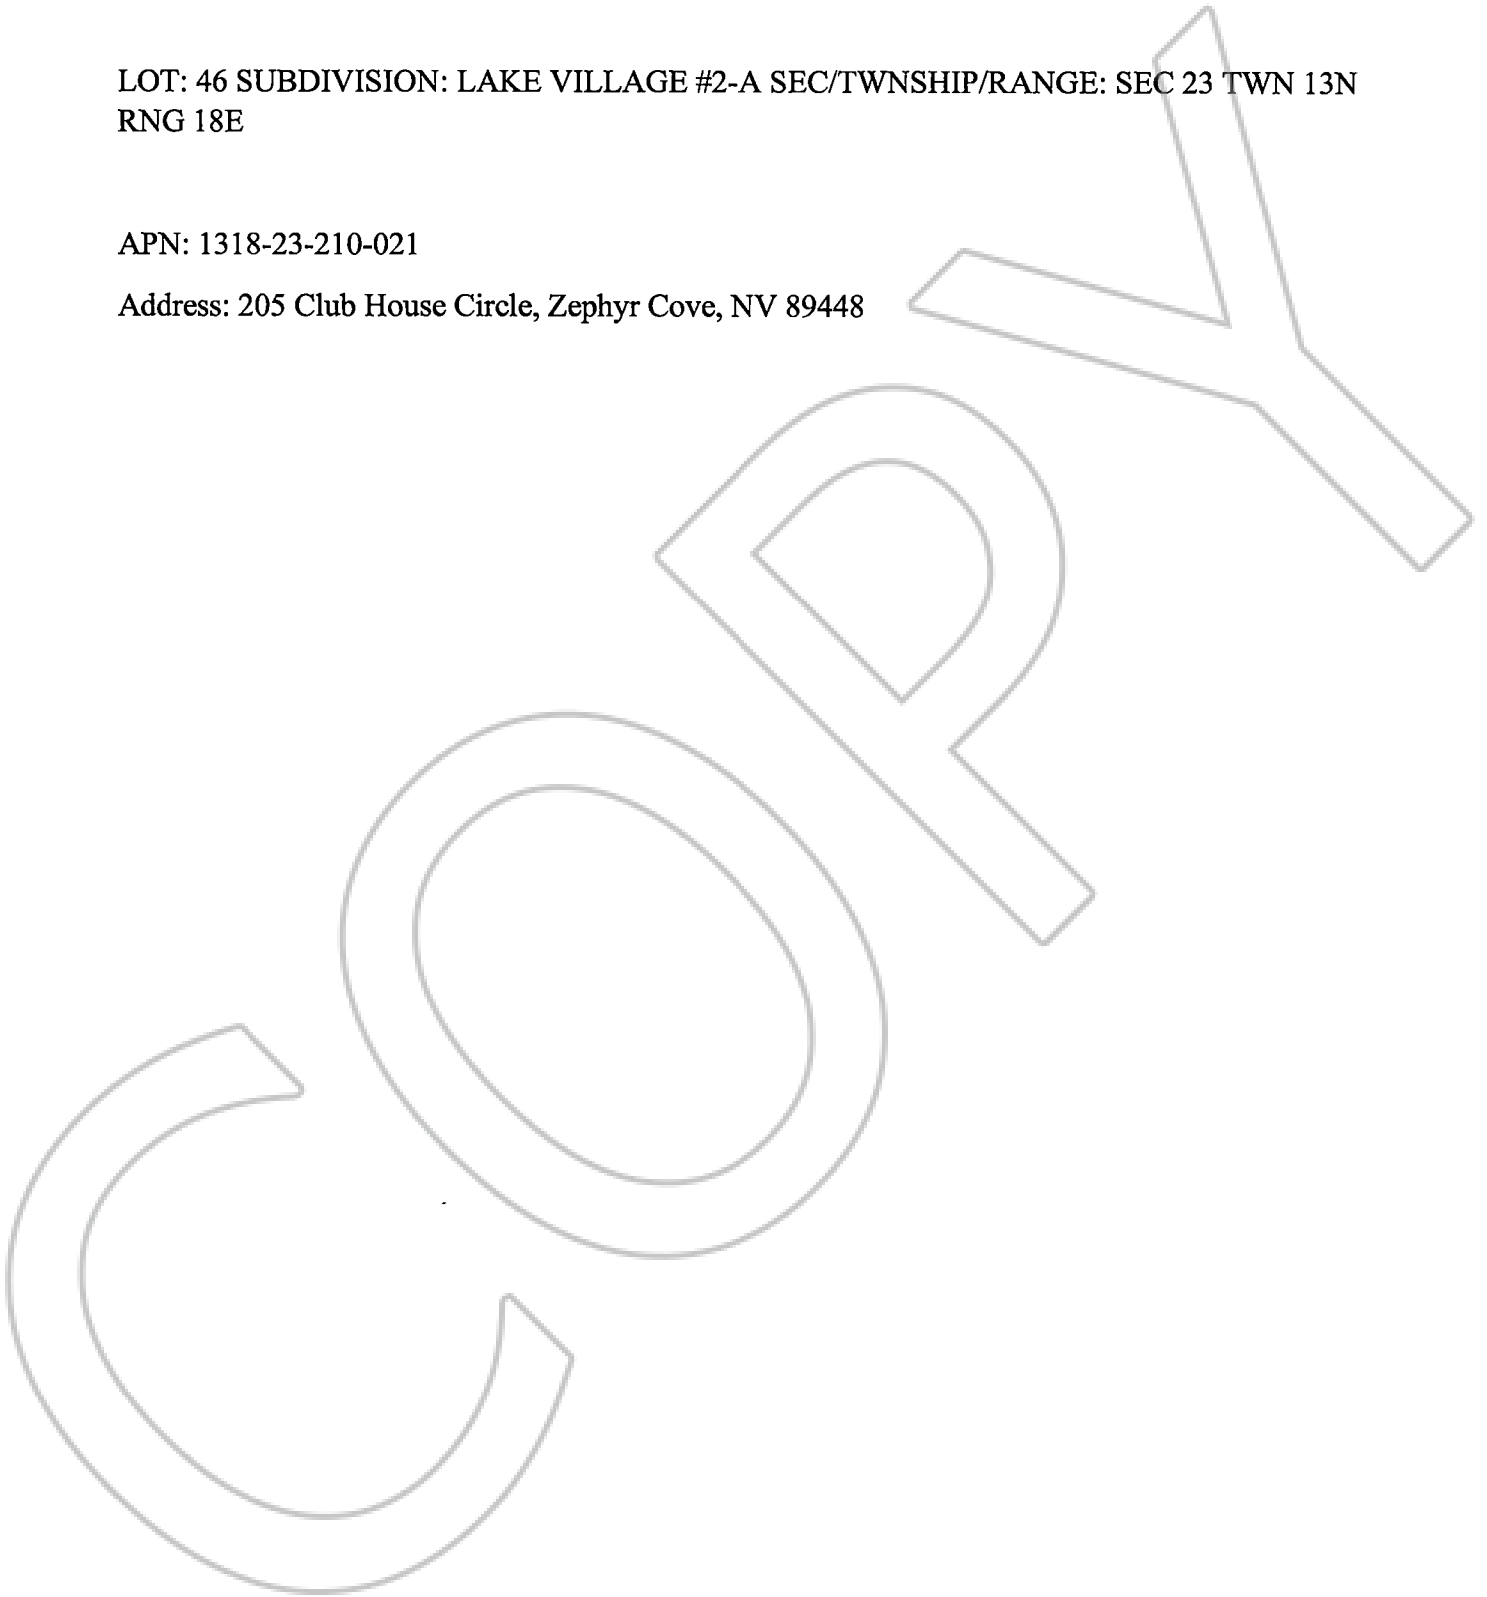 LOT: 46 SUBDIVISION: LAKE VILLAGE #2-A SEC/TWNSHIP/RANGE: SEC 23 TWN 13N
RNG 18E
APN: 1318-23-210-021
Address: 205 Club House Circle, Zephyr Cove, NV 89448
COPY